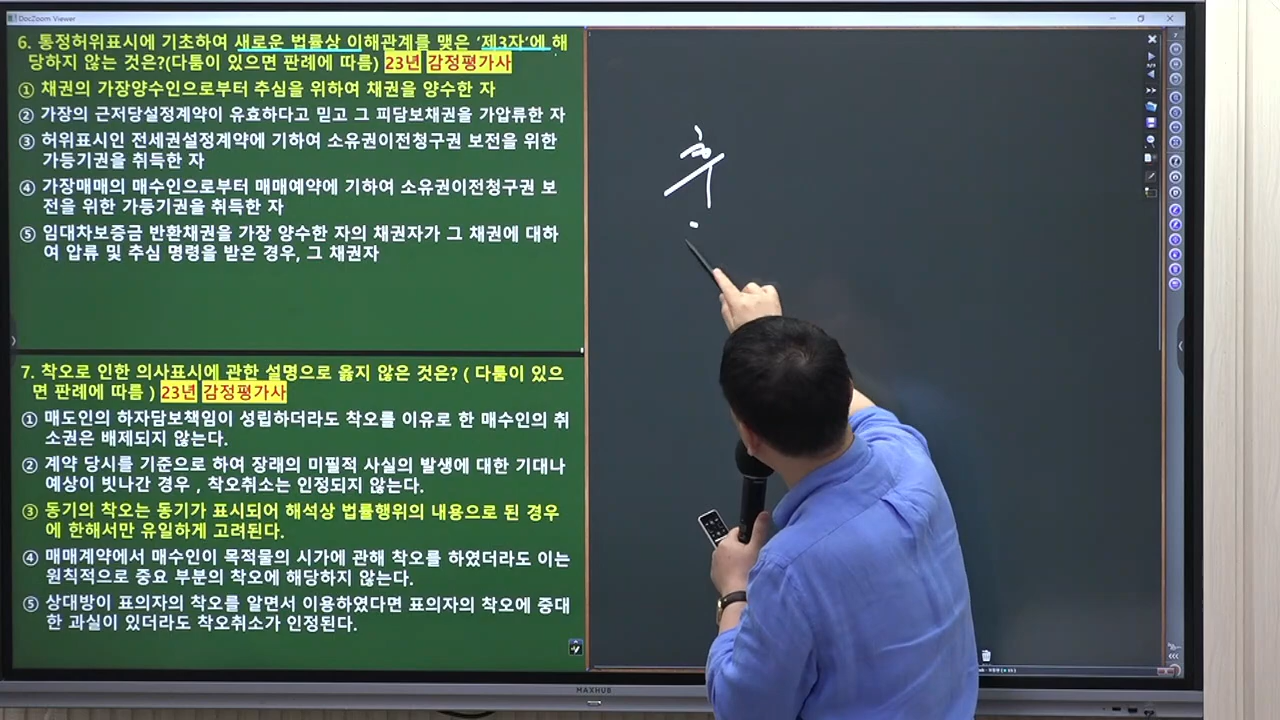 DocZoom Viewer
6. 통정허위표시에 기초하여 새로운 법률상 이해관계를 맺은 '제3자'에 해
당하지 않는 것은?(다툼이 있으면 판례에 따름) 23년 감정평가사
① 채권의 가장양수인으로부터 추심을 위하여 채권을 양수한 자
② 가장의 근저당설정계약이 유효하다고 믿고 그 피담보채권을 가압류한 자
③ 허위표시인 전세권설정계약에 기하여 소유권이전청구권 보전을 위한
가등기권을 취득한 자
④ 가장매매의 매수인으로부터 매매예약에 기하여 소유권이전청구권 보
전을 위한 가등기권을 취득한 자
⑤ 임대차보증금 반환채권을 가장 양수한 자의 채권자가 그 채권에 대하
여 압류 및 추심 명령을 받은 경우, 그 채권자
7. 착오로 인한 의사표시에 관한 설명으로 옳지 않은 것은? ( 다툼이 있으
면 판례에 따름 ) 23년 감정평가사
① 매도인의 하자담보책임이 성립하더라도 착오를 이유로 한 매수인의 취
소권은 배제되지 않는다.
② 계약 당시를 기준으로 하여 장래의 미필적 사실의 발생에 대한 기대나
예상이 빗나간 경우 , 착오취소는 인정되지 않는다.
③ 동기의 착오는 동기가 표시되어 해석상 법률행위의 내용으로 된 경우
에 한해서만 유일하게 고려된다.
④ 매매계약에서 매수인이 목적물의 시가에 관해 착오를 하였더라도 이는
원칙적으로 중요 부분의 착오에 해당하지 않는다.
⑤ 상대방이 표의자의 착오를 알면서 이용하였다면 표의자의 착오에 중대
한 과실이 있더라도 착오취소가 인정된다.
MAXHUB